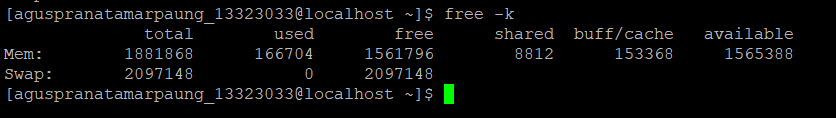 [aguspranatamarpaung_13323033@localhost ~]$ free -k
              total        used        free      shared  buff/cache   available
Mem:        1881868      166704     1561796        8812      153368     1565388
Swap:       2097148           0     2097148
[aguspranatamarpaung_13323033@localhost ~]$